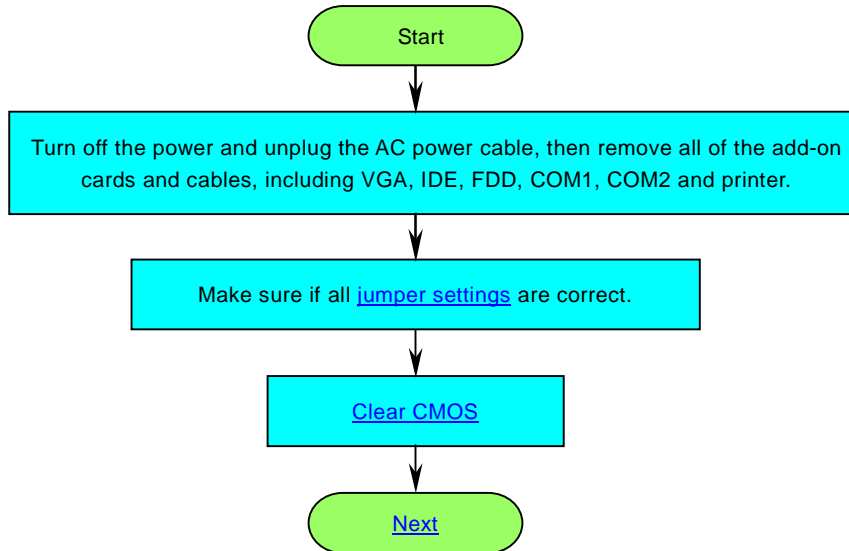 Start
Turn off the power and unplug the AC power cable, then remove all of the add-on
cards and cables, including VGA, IDE, FDD, COM1, COM2 and printer.
Make sure if all jumper settings are correct.
Clear CMOS
Next